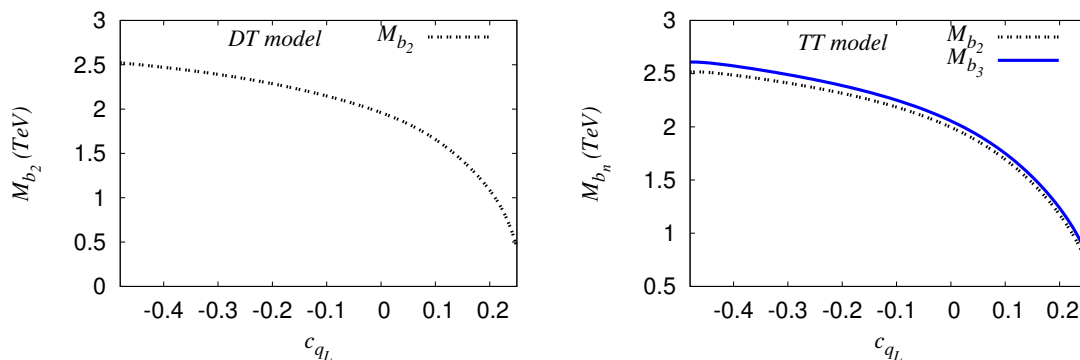 DT model
M_{b_2}
3
2.5
2
1.5
1
0.5
0
M_{b_2} (TeV)
-0.4 -0.3 -0.2 -0.1 0 0.1 0.2
c_{q_L}
TT model
M_{b_2}
M_{b_3}
3
2.5
2
1.5
1
0.5
M_{b_n} (TeV)
-0.4 -0.3 -0.2 -0.1 0 0.1 0.2
c_{q_L}